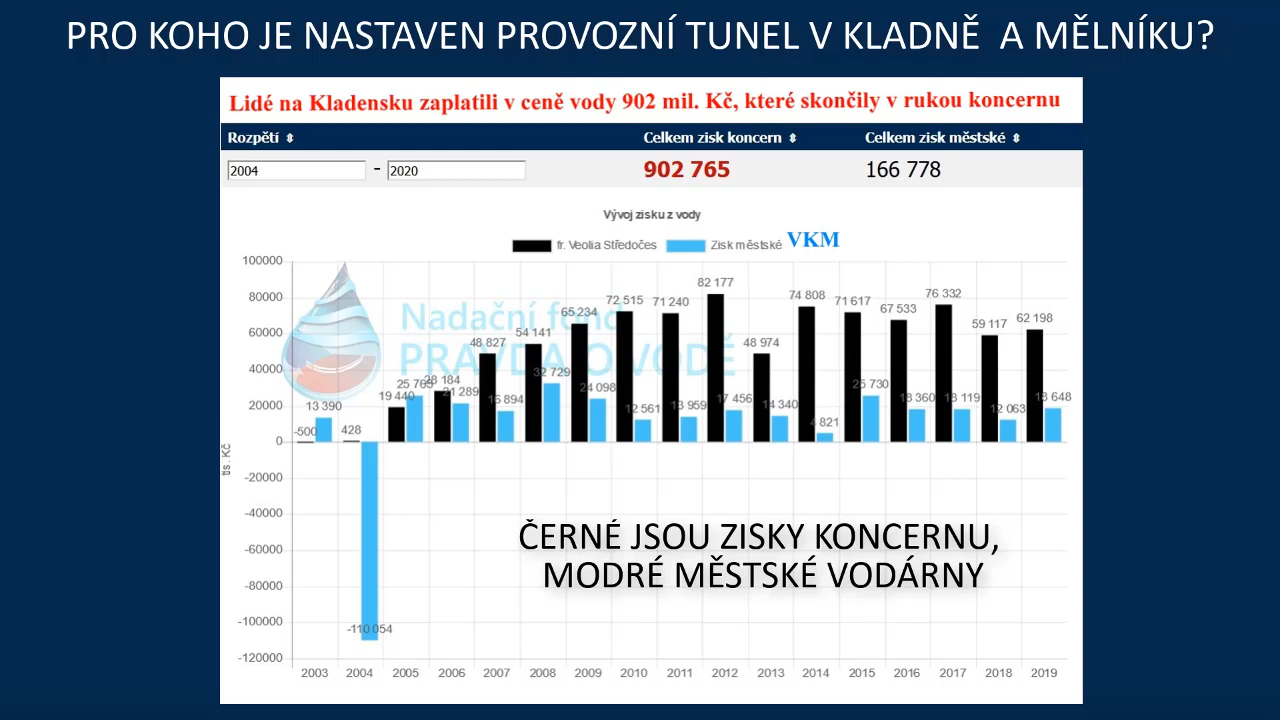 PRO KOHO JE NASTAVEN PROVOZNÍ TUNEL V KLADNĚ A MĚLNÍKU?
Lidé na Kladensku zaplatili v ceně vody 902 mil. Kč, které skončily v rukou koncernu
Rozpětí Celkem zisk koncern Celkem zisk městské
2004 - 2020 902 765 166 778
Vývoj zisku z vody
fr. Veolia Středočes Zisk městské VKM
Nadační fond
PRAVDA O VODĚ
100000
80000
60000
40000
20000
0
-20000
-40000
-60000
-80000
-100000
-120000
tis. Kč
-500 13 390
428 -110 054
19 440 25 765
28 184 21 289
48 827 16 894
54 141 32 729
65 234 24 098
72 515 12 561
71 240 13 959
82 177 17 456
48 974 14 340
74 808 4 821
71 617 25 730
67 533
76 332
59 117 12 063
62 198
ČERNÉ JSOU ZISKY KONCERNU,
MODRÉ MĚSTSKÉ VODÁRNY
2003 2004 2005 2006 2007 2008 2009 2010 2011 2012 2013 2014 2015 2016 2017 2018 2019